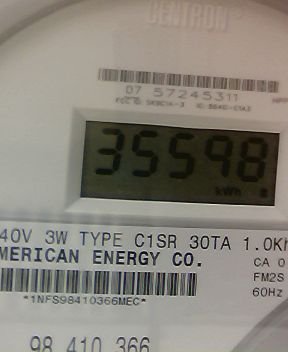 CENTRON®
07 57245311
35598
kWh
40V 3W TYPE C1SR 30TA 1.0Kh
MERICAN ENERGY CO.
CA 0
FM2S
60Hz
*1NFS98410366MEC*
98 410 366